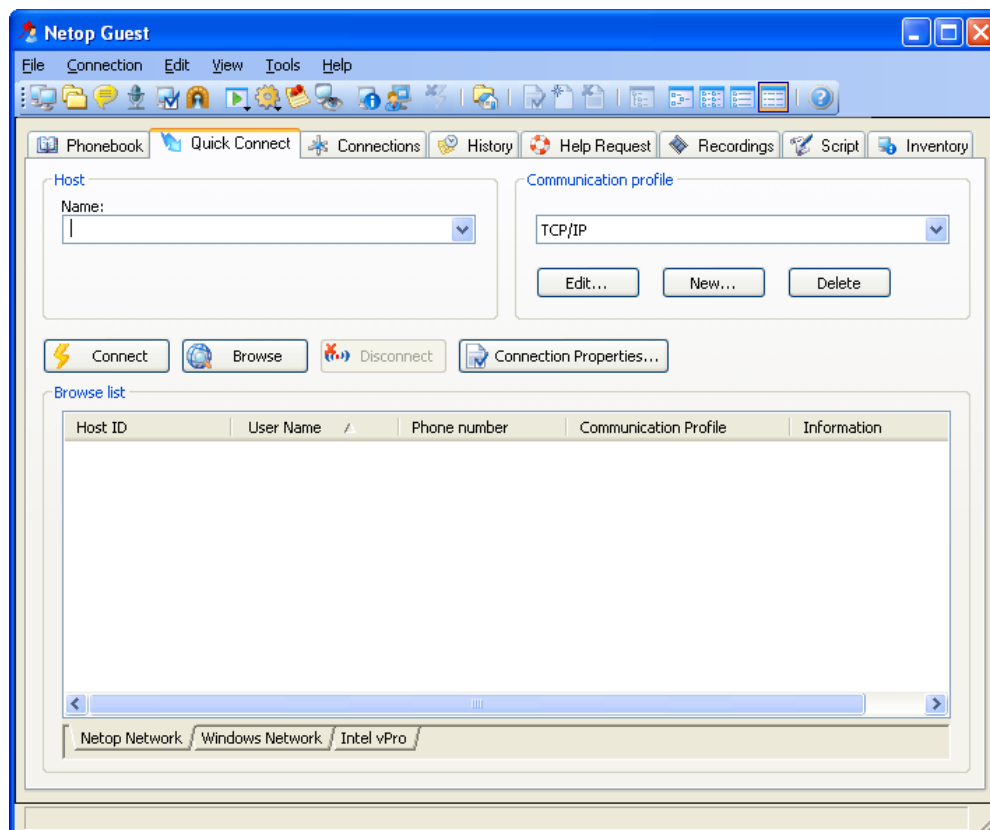 Netop Guest
File Connection Edit View Tools Help
Phonebook Quick Connect Connections History Help Request Recordings Script Inventory
Host Communication profile
Name:
TCP/IP
Edit... New... Delete
Connect Browse Disconnect Connection Properties...
Browse list
Host ID User Name Phone number Communication Profile Information
Netop Network Windows Network Intel vPro